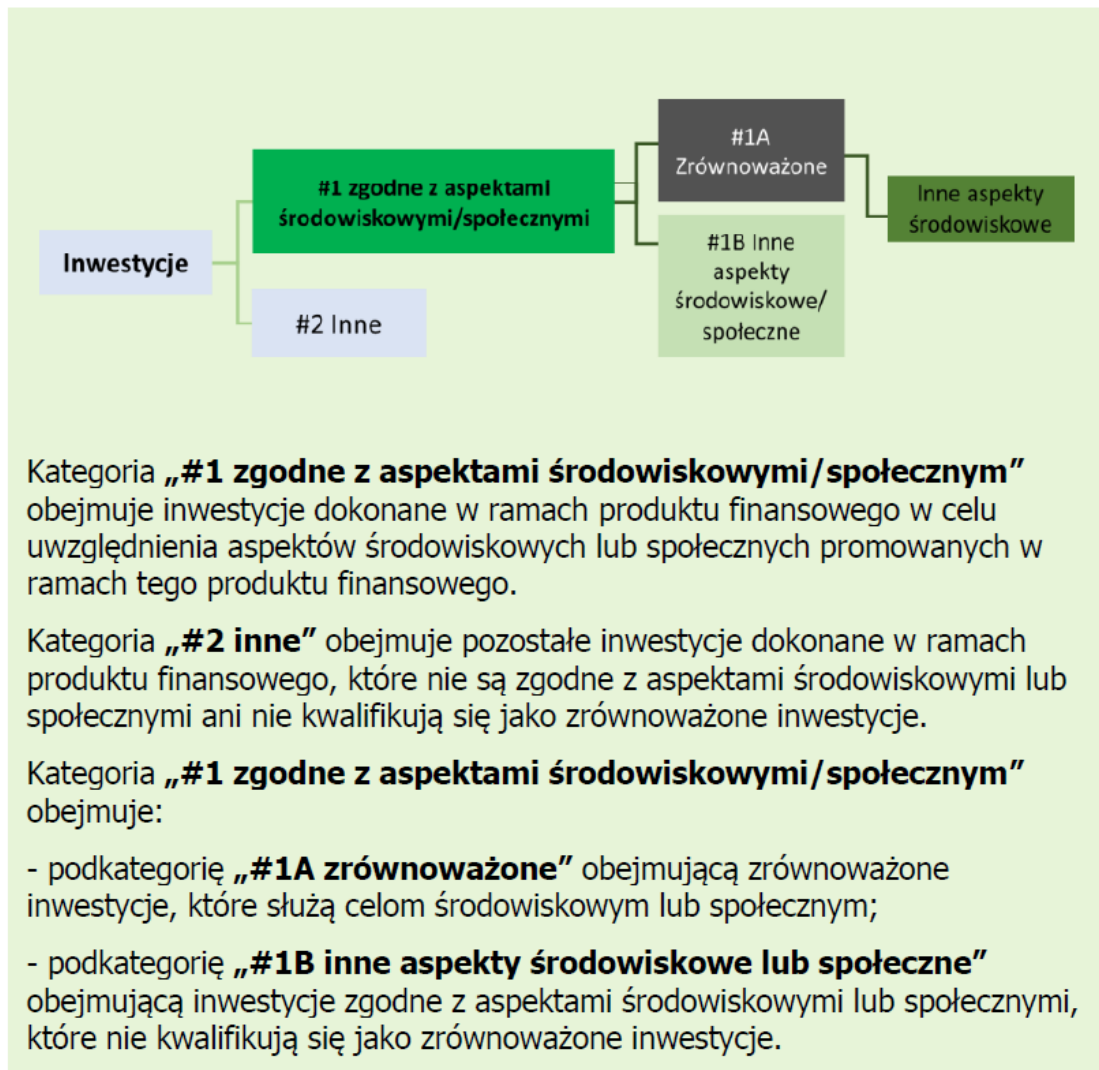 #1A
Zrównoważone
#1 zgodne z aspektami
środowiskowymi/społecznymi
Inne aspekty
środowiskowe
#1B Inne
aspekty
środowiskowe/
społeczne
Inwestycje
#2 Inne
Kategoria „#1 zgodne z aspektami środowiskowymi/społecznym”
obejmuje inwestycje dokonane w ramach produktu finansowego w celu
uwzględnienia aspektów środowiskowych lub społecznych promowanych w
ramach tego produktu finansowego.
Kategoria „#2 inne” obejmuje pozostałe inwestycje dokonane w ramach
produktu finansowego, które nie są zgodne z aspektami środowiskowymi lub
społecznymi ani nie kwalifikują się jako zrównoważone inwestycje.
Kategoria „#1 zgodne z aspektami środowiskowymi/społecznym”
obejmuje:
- podkategorię „#1A zrównoważone” obejmującą zrównoważone
inwestycje, które służą celom środowiskowym lub społecznym;
- podkategorię „#1B inne aspekty środowiskowe lub społeczne”
obejmującą inwestycje zgodne z aspektami środowiskowymi lub społecznymi,
które nie kwalifikują się jako zrównoważone inwestycje.